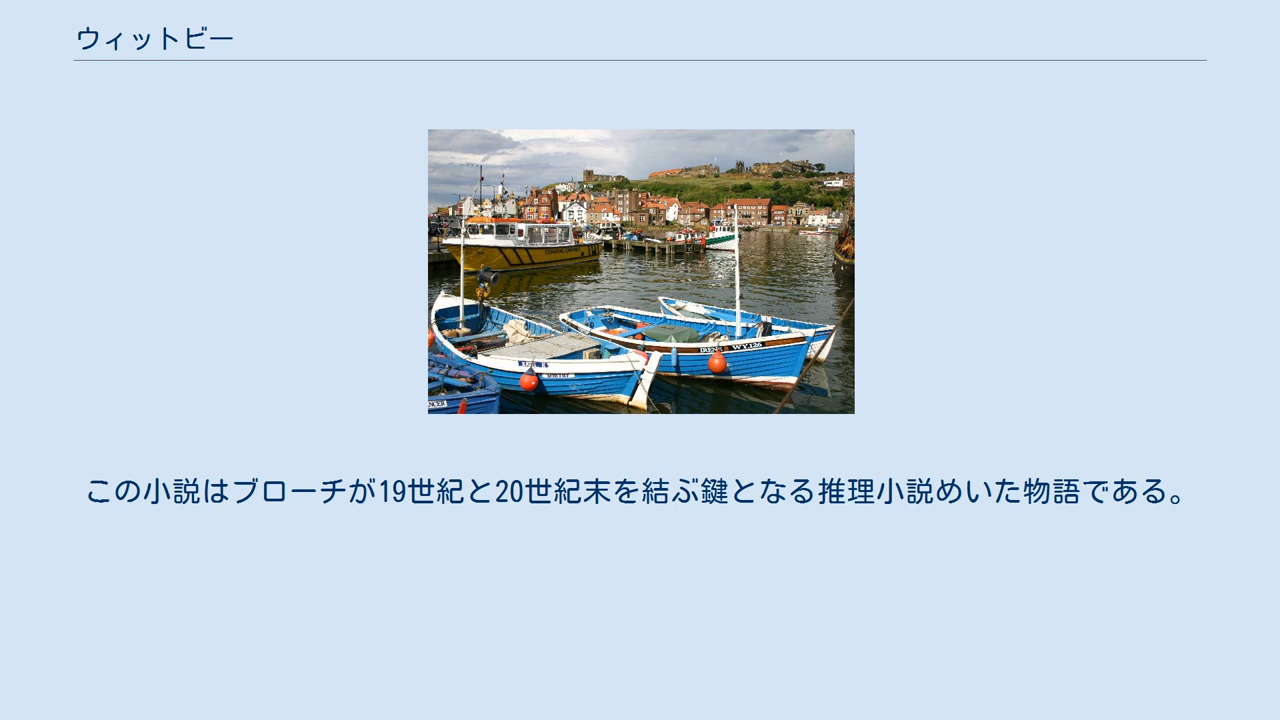 ウィットビー
IRENE WY126
この小説はブローチが19世紀と20世紀末を結ぶ鍵となる推理小説めいた物語である。